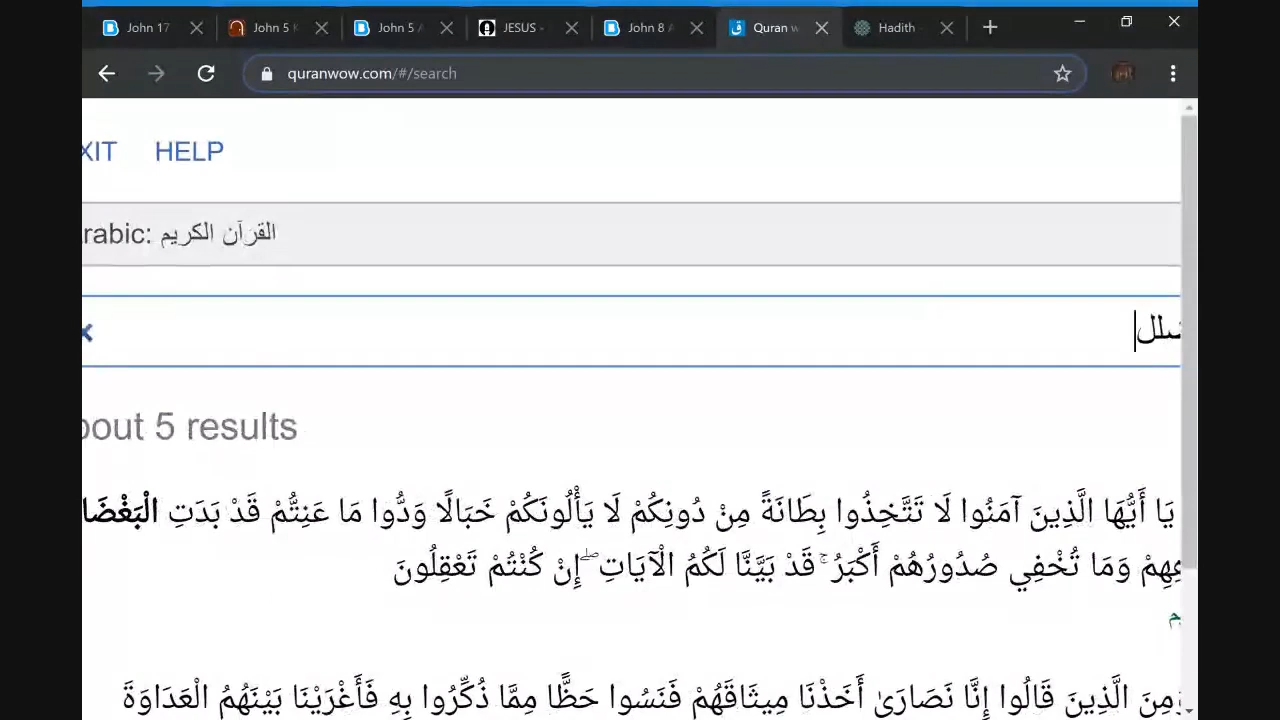 John 17
John 5
John 5
JESUS -
John 8
Quran w
Hadith
quranwow.com/#/search
XIT HELP
rabic: القرآن الكريم
out 5 results
يَا أَيُّهَا الَّذِينَ آمَنُوا لَا تَتَّخِذُوا بِطَانَةً مِنْ دُونِكُمْ لَا يَأْلُونَكُمْ خَبَالًا وَدُّوا مَا عَنِتُّمْ قَدْ بَدَتِ الْبَغْضَا
هِهِمْ وَمَا تُخْفِي صُدُورُهُمْ أَكْبَرُ ۚ قَدْ بَيَّنَّا لَكُمُ الْآيَاتِ ۖ إِنْ كُنْتُمْ تَعْقِلُونَ
وَمِنَ الَّذِينَ قَالُوا إِنَّا نَصَارَىٰ أَخَذْنَا مِيثَاقَهُمْ فَنَسُوا حَظًّا مِمَّا ذُكِّرُوا بِهِ فَأَغْرَيْنَا بَيْنَهُمُ الْعَدَاوَةَ